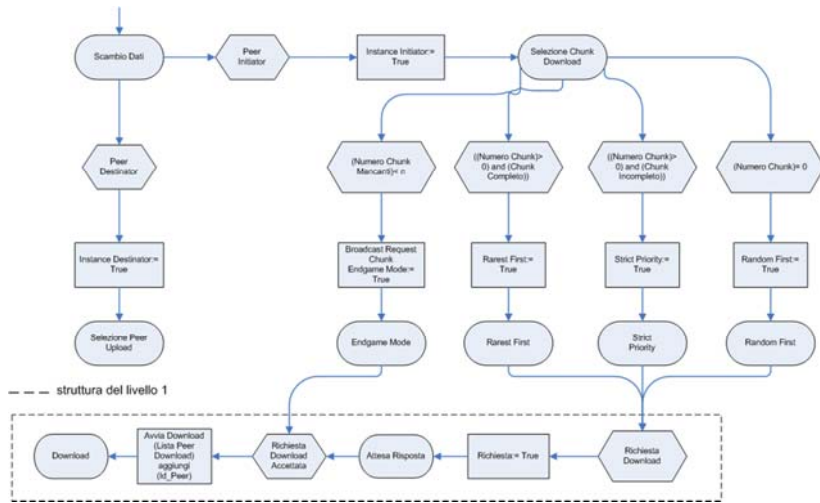 Scambio Dati
Peer
Initiator
Instance Initiator:=
True
Selezione Chunk
Download
Peer
Destinator
(Numero Chunk
Mancanti)< n
((Numero Chunk)>
0) and (Chunk
Completo))
((Numero Chunk)>
0) and (Chunk
Incompleto))
(Numero Chunk)= 0
Instance Destinator:=
True
Broadcast Request
Chunk
Endgame Mode:=
True
Rarest First:=
True
Strict Priority:=
True
Random First:=
True
Selezione Peer
Upload
Endgame Mode
Rarest First
Strict
Priority
Random First
struttura del livello 1
Download
Avvia Download
(Lista Peer
Download)
aggiungi
(Id_Peer)
Richiesta
Download
Accettata
Attesa Risposta
Richiesta:= True
Richiesta
Download